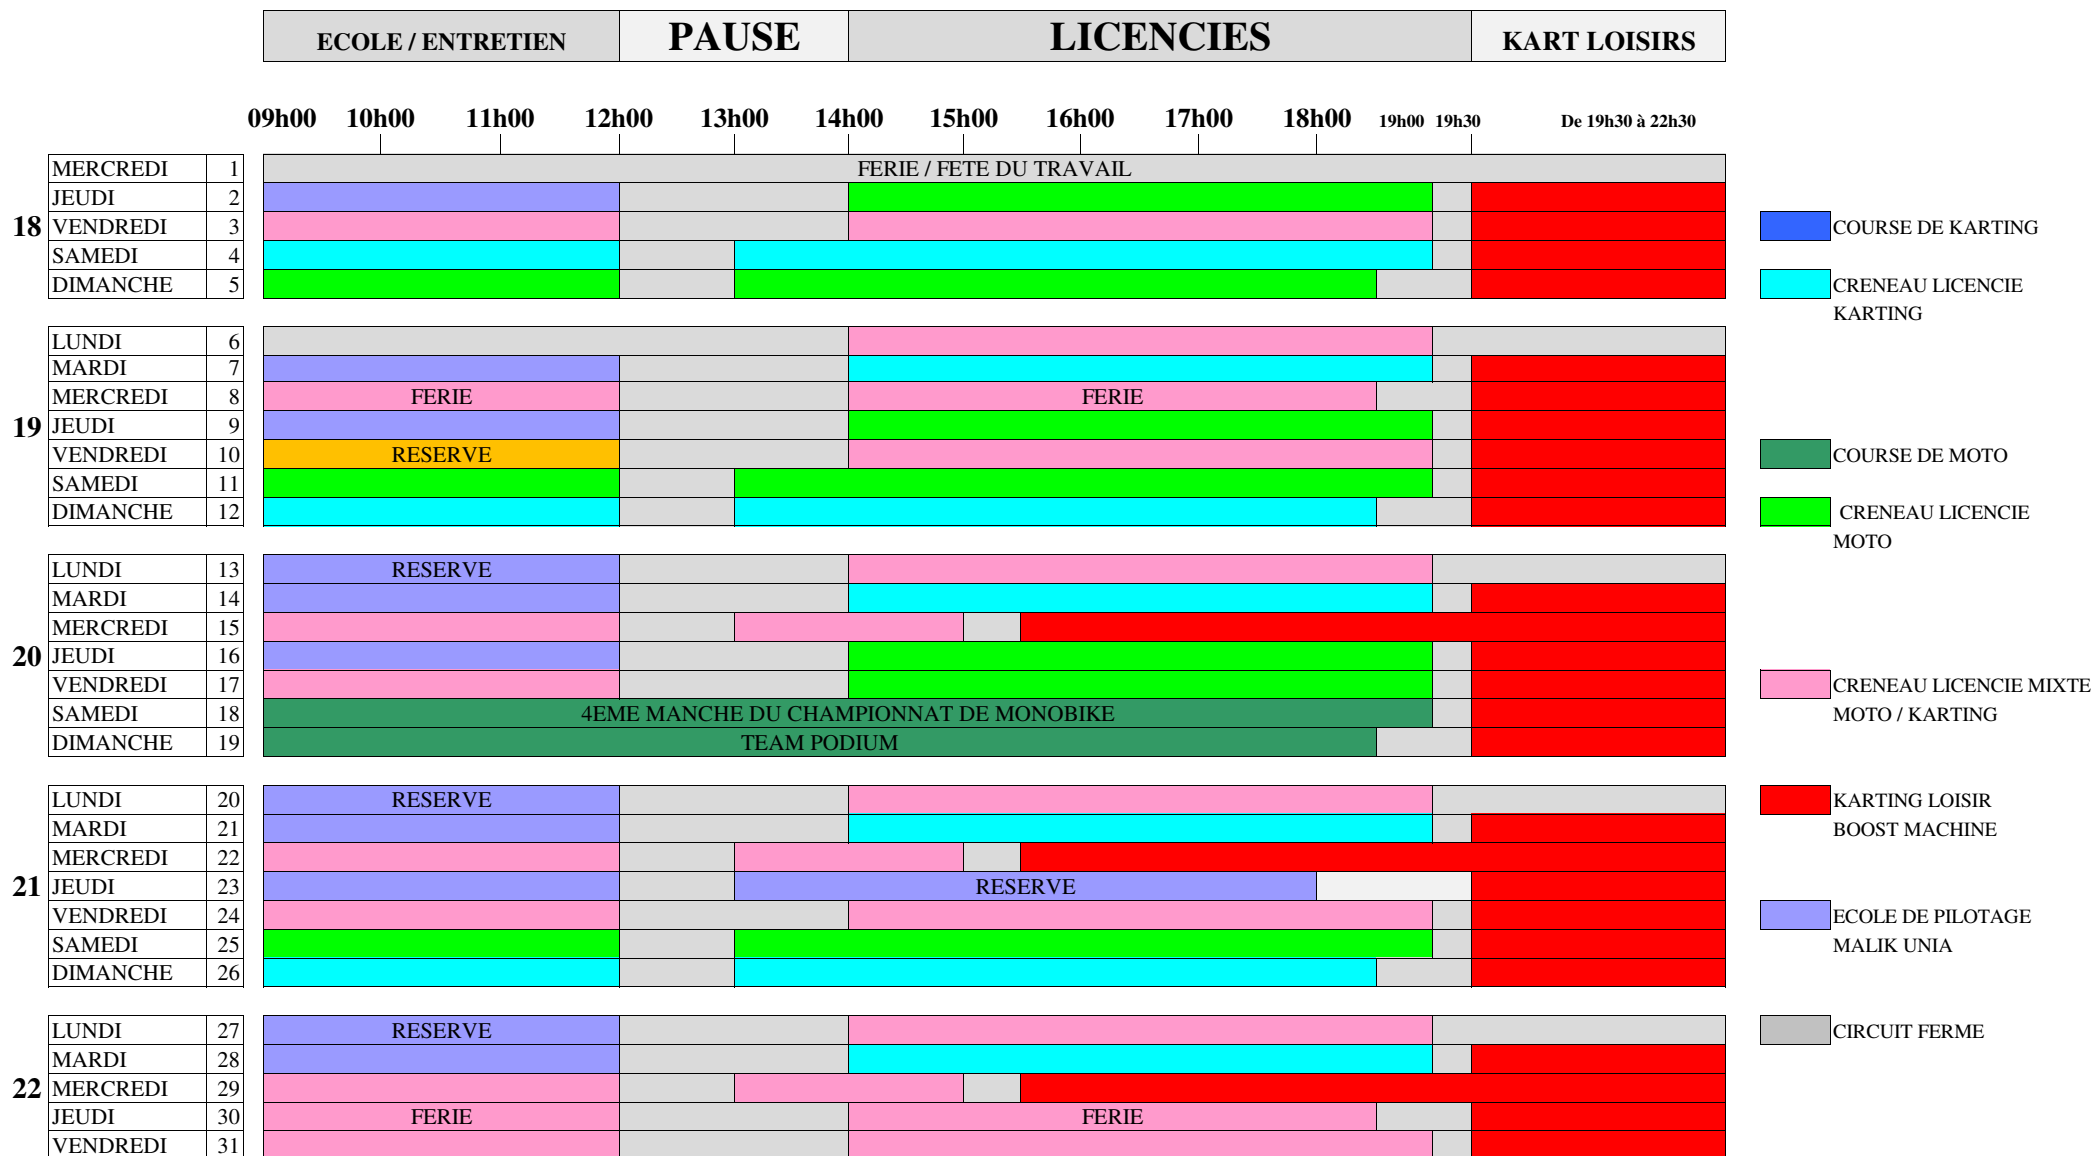 ECOLE / ENTRETIEN PAUSE LICENCIES KART LOISIRS
09h00 10h00 11h00 12h00 13h00 14h00 15h00 16h00 17h00 18h00 19h00 19h30 De 19h30 à 22h30
MERCREDI 1 FERIE / FETE DU TRAVAIL
JEUDI 2
18 VENDREDI 3 COURSE DE KARTING
SAMEDI 4
DIMANCHE 5 CRENEAU LICENCIE
KARTING
LUNDI 6
MARDI 7
MERCREDI 8 FERIE FERIE
19 JEUDI 9
VENDREDI 10 RESERVE COURSE DE MOTO
SAMEDI 11
DIMANCHE 12 CRENEAU LICENCIE
MOTO
LUNDI 13 RESERVE
MARDI 14
MERCREDI 15
20 JEUDI 16
VENDREDI 17 CRENEAU LICENCIE MIXTE
SAMEDI 18 4EME MANCHE DU CHAMPIONNAT DE MONOBIKE MOTO / KARTING
DIMANCHE 19 TEAM PODIUM
LUNDI 20 RESERVE KARTING LOISIR
MARDI 21 BOOST MACHINE
MERCREDI 22
21 JEUDI 23 RESERVE
VENDREDI 24 ECOLE DE PILOTAGE
SAMEDI 25 MALIK UNIA
DIMANCHE 26
LUNDI 27 RESERVE CIRCUIT FERME
MARDI 28
22 MERCREDI 29
JEUDI 30 FERIE FERIE
VENDREDI 31